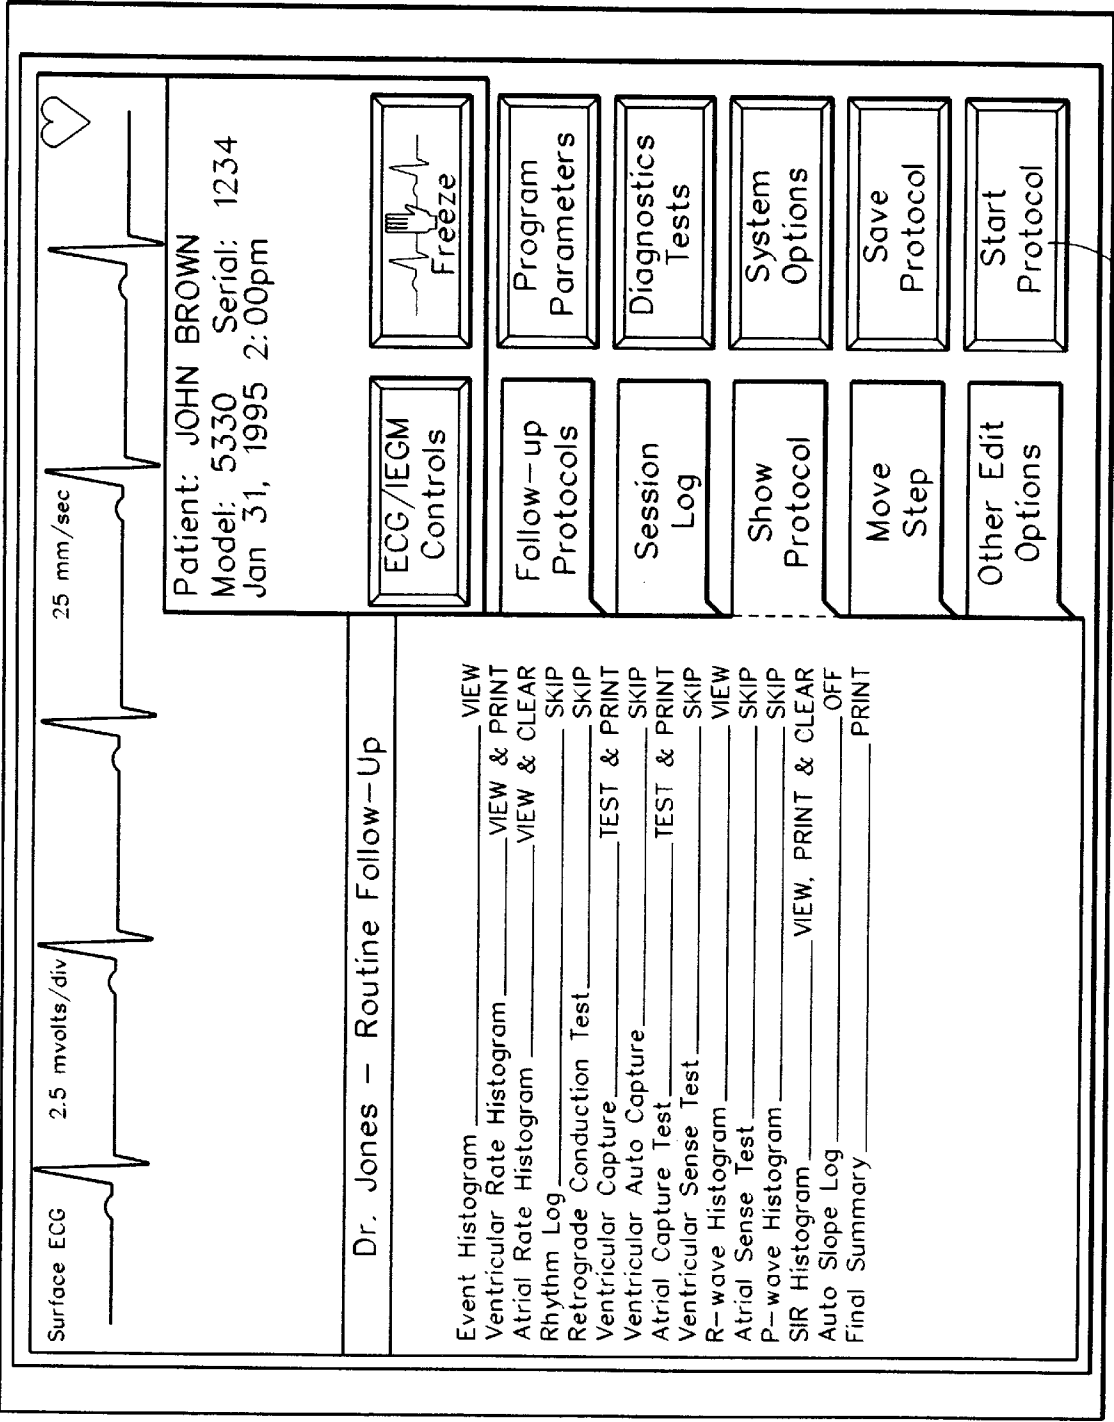 Surface ECG 2.5 mvolts/div 25 mm/sec
Patient: JOHN BROWN
Model: 5330 Serial: 1234
Jan 31, 1995 2:00pm
ECG/IEGM
Controls
Freeze
Dr. Jones – Routine Follow-Up
Event Histogram VIEW
Ventricular Rate Histogram VIEW & PRINT
Atrial Rate Histogram VIEW & CLEAR
Rhythm Log SKIP
Retrograde Conduction Test SKIP
Ventricular Capture TEST & PRINT
Ventricular Auto Capture SKIP
Atrial Capture Test TEST & PRINT
Ventricular Sense Test SKIP
R-wave Histogram VIEW
Atrial Sense Test SKIP
P-wave Histogram SKIP
SIR Histogram VIEW, PRINT & CLEAR
Auto Slope Log OFF
Final Summary PRINT
Follow-up
Protocols
Program
Parameters
Session
Log
Diagnostics
Tests
Show
Protocol
System
Options
Move
Step
Save
Protocol
Other Edit
Options
Start
Protocol